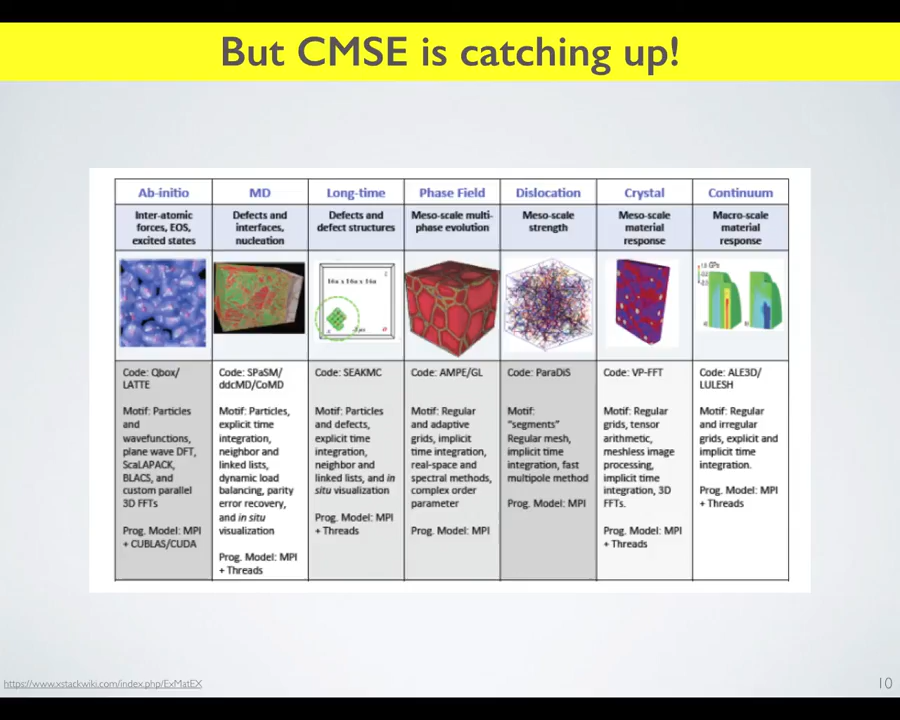 But CMSE is catching up!
Ab-initio
MD
Long-time
Phase Field
Dislocation
Crystal
Continuum
Inter-atomic
forces, EOS,
excited states
Defects and
interfaces,
nucleation
Defects and
defect structures
Meso-scale multi-
phase evolution
Meso-scale
strength
Meso-scale
material
response
Macro-scale
material
response
16a x 16a x 16a
Code: Qbox/
LATTE
Motif: Particles
and
wavefunctions,
plane wave DFT,
ScaLAPACK,
BLACS, and
custom parallel
3D FFTs
Prog. Model: MPI
+ CUBLAS/CUDA
Code: SPaSM/
ddcMD/CoMD
Motif: Particles,
explicit time
integration,
neighbor and
linked lists,
dynamic load
balancing, parity
error recovery,
and in situ
visualization
Prog. Model: MPI
+ Threads
Code: SEAKMC
Motif: Particles
and defects,
explicit time
integration,
neighbor and
linked lists, and in
situ visualization
Prog. Model: MPI
+ Threads
Code: AMPE/GL
Motif: Regular
and adaptive
grids, implicit
time integration,
real-space and
spectral methods,
complex order
parameter
Prog. Model: MPI
Code: ParaDiS
Motif:
“segments”
Regular mesh,
implicit time
integration, fast
multipole method
Prog. Model: MPI
Code: VP-FFT
Motif: Regular
grids, tensor
arithmetic,
meshless image
processing,
implicit time
integration, 3D
FFTs.
Prog. Model: MPI
+ Threads
Code: ALE3D/
LULESH
Motif: Regular
and irregular
grids, explicit and
implicit time
integration.
Prog. Model: MPI
+ Threads
https://www.xstackwiki.com/index.php/ExMatEX
10